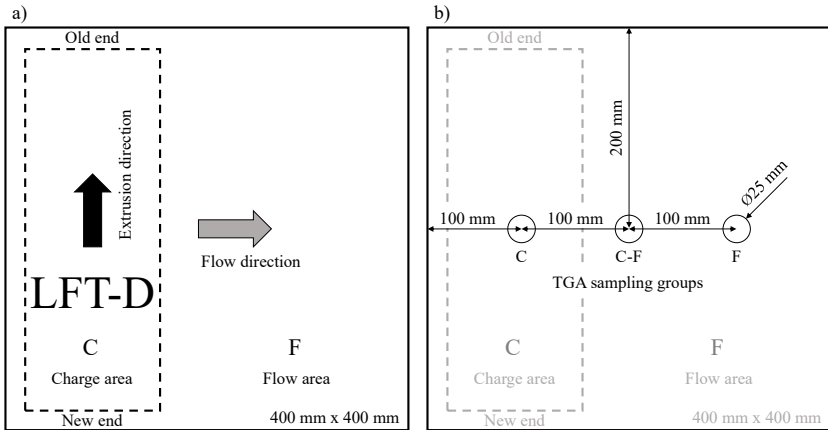 a)
Old end
Extrusion direction
Flow direction
LFT-D
C
F
Charge area
Flow area
New end
400 mm x 400 mm
b)
Old end
200 mm
Ø25 mm
100 mm
100 mm
100 mm
C
C-F
F
TGA sampling groups
C
F
Charge area
Flow area
New end
400 mm x 400 mm